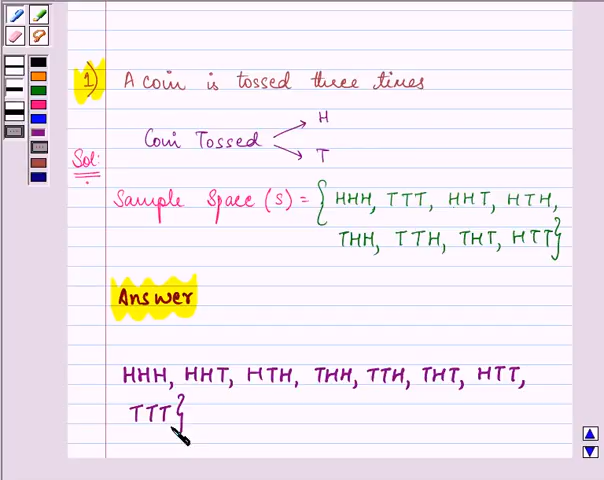 1) A coin is tossed three times
H
Coin Tossed
T
Sol:
Sample Space (S) = { HHH, TTT, HHT, HTH,
THH, TTH, THT, HTT}
Answer
HHH, HHT, HTH, THH, TTH, THT, HTT,
TTT}